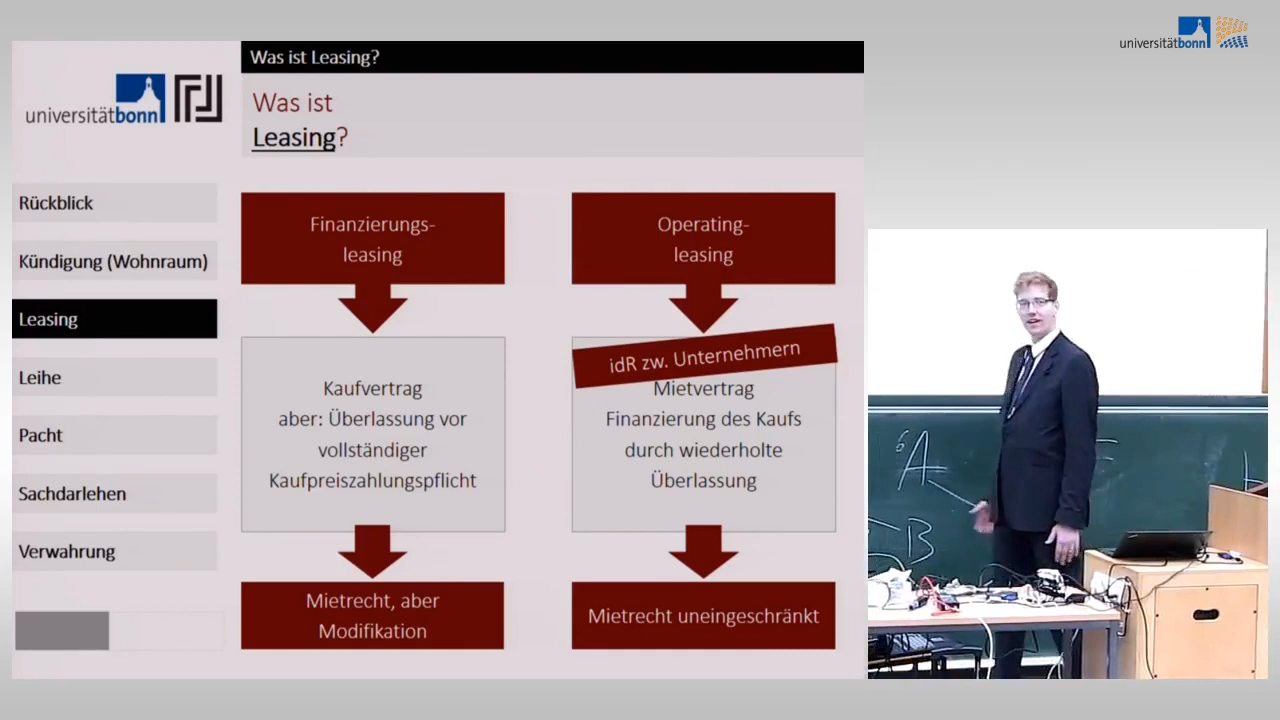 universitätbonn
Was ist Leasing?
universitätbonn
Was ist
Leasing?
Rückblick
Kündigung (Wohnraum)
Leasing
Leihe
Pacht
Sachdarlehen
Verwahrung
Finanzierungs-
leasing
Kaufvertrag
aber: Überlassung vor
vollständiger
Kaufpreiszahlungspflicht
Mietrecht, aber
Modifikation
Operating-
leasing
idR zw. Unternehmern
Mietvertrag
Finanzierung des Kaufs
durch wiederholte
Überlassung
Mietrecht uneingeschränkt
A
B